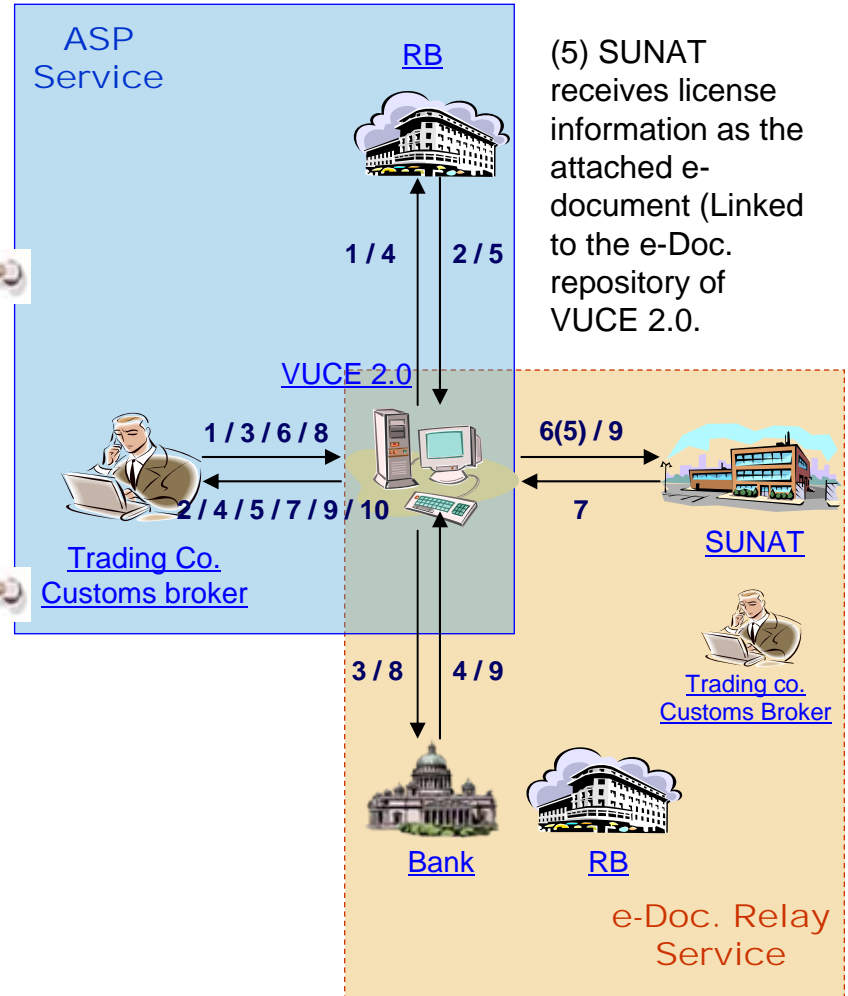 ASP
Service
RB
(5) SUNAT
receives license
information as the
attached e-
document (Linked
to the e-Doc.
repository of
VUCE 2.0.
1 / 4
2 / 5
VUCE 2.0
1 / 3 / 6 / 8
2 / 4 / 5 / 7 / 9 / 10
6(5) / 9
7
SUNAT
Trading Co.
Customs broker
3 / 8
4 / 9
Trading co.
Customs Broker
Bank
RB
e-Doc. Relay
Service